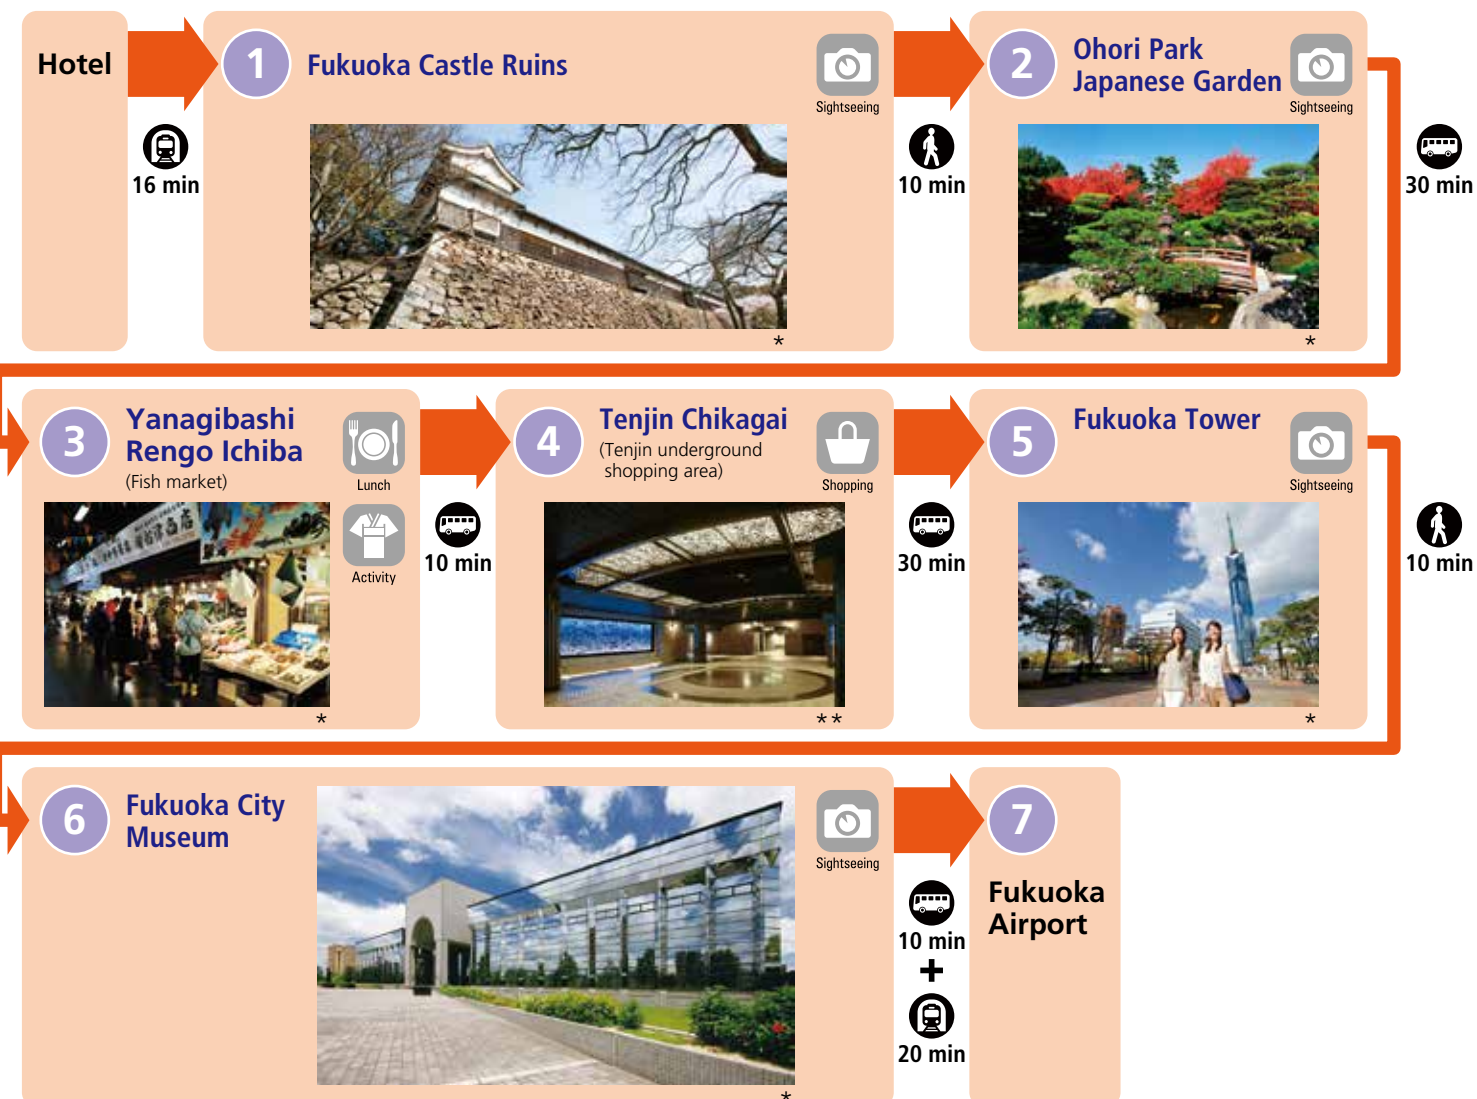 Hotel
16 min
1
Fukuoka Castle Ruins
Sightseeing
*
10 min
2
Ohori Park
Japanese Garden
Sightseeing
*
30 min
3
Yanagibashi
Rengo Ichiba
(Fish market)
Lunch
Activity
*
10 min
4
Tenjin Chikagai
(Tenjin underground
shopping area)
Shopping
**
30 min
5
Fukuoka Tower
Sightseeing
*
10 min
6
Fukuoka City
Museum
Sightseeing
*
10 min
+
20 min
7
Fukuoka
Airport